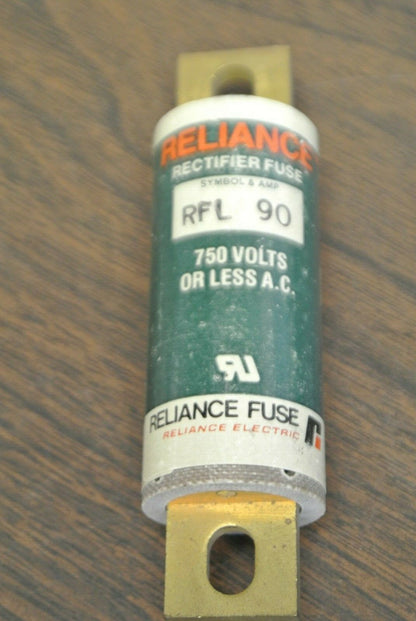 RELIANCE
RECTIFIER FUSE
SYMBOL & AMP
RFL 90
750 VOLTS
OR LESS A.C.
RELIANCE FUSE
RELIANCE ELECTRIC